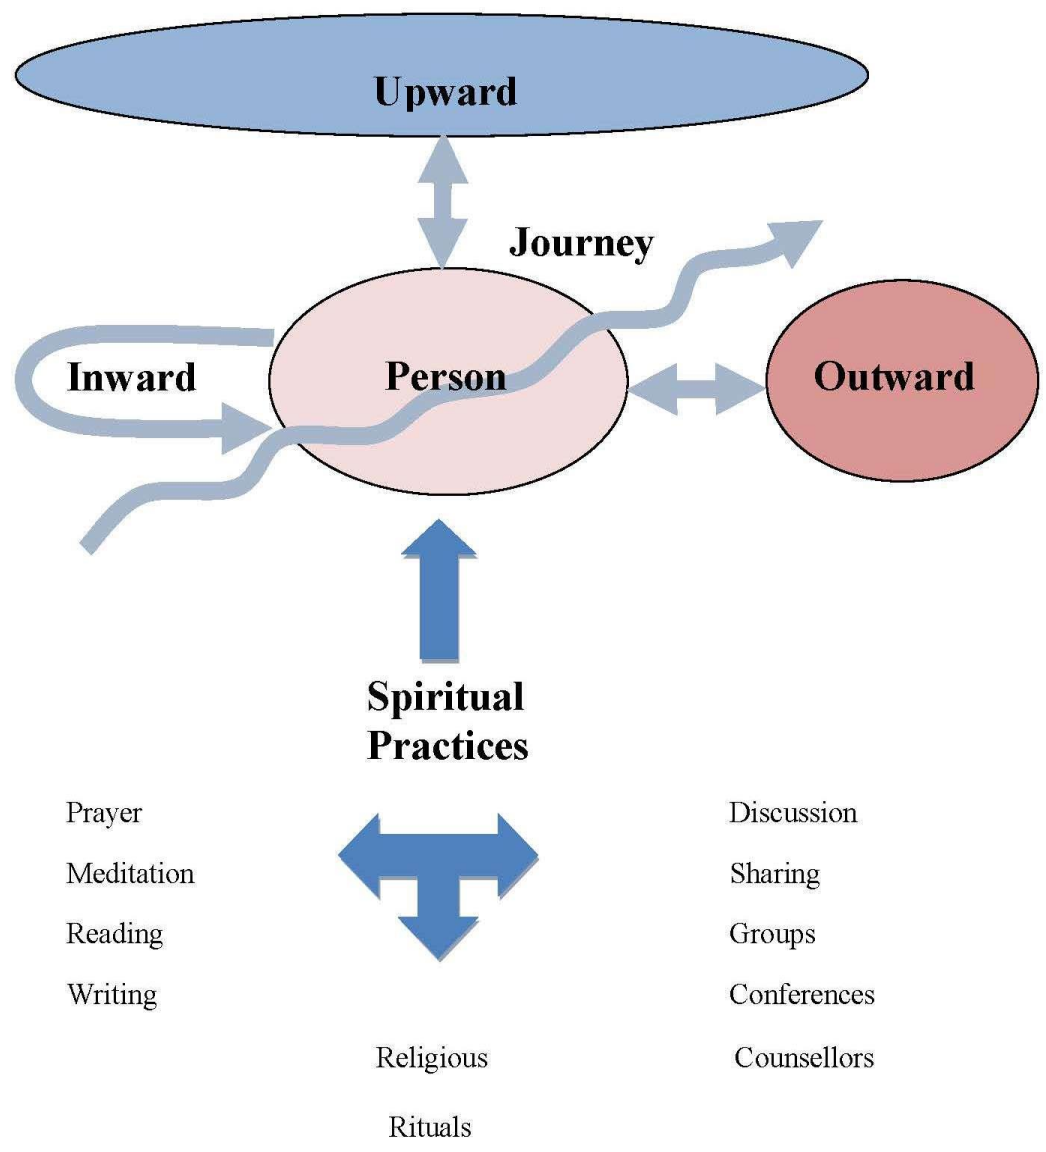 Upward
Journey
Inward
Person
Outward
Spiritual
Practices
Prayer
Discussion
Meditation
Sharing
Reading
Groups
Writing
Conferences
Religious
Counsellors
Rituals